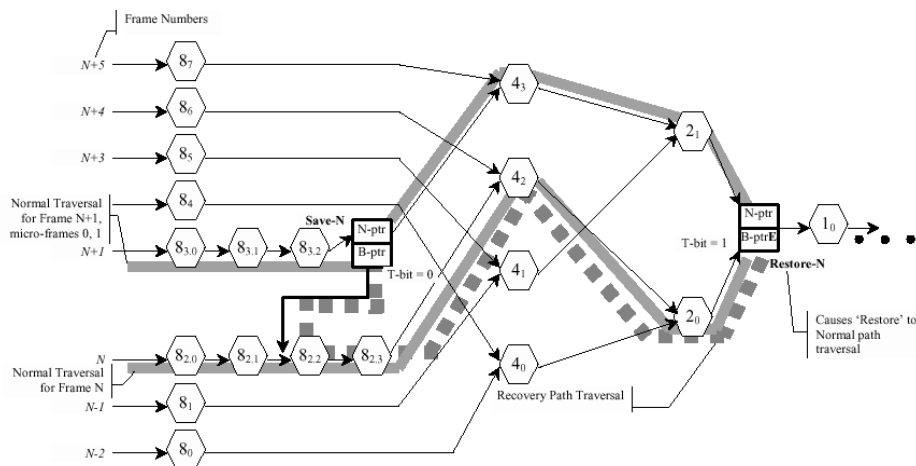 Frame Numbers
N+5
8₇
4₃
N+4
8₆
2₁
N+3
8₅
4₂
Normal Traversal
for Frame N+1,
micro-frames 0, 1
8₄
Save-N
N-ptr
B-ptr
T-bit = 0
N+1
8₃.₀
8₃.₁
8₃.₂
4₁
N-ptr
B-ptrE
T-bit = 1
1₀
Restore-N
2₀
Causes ‘Restore’ to
Normal path
traversal
N
8₂.₀
8₂.₁
8₂.₂
8₂.₃
4₀
Normal Traversal
for Frame N
N-1
8₁
Recovery Path Traversal
N-2
8₀